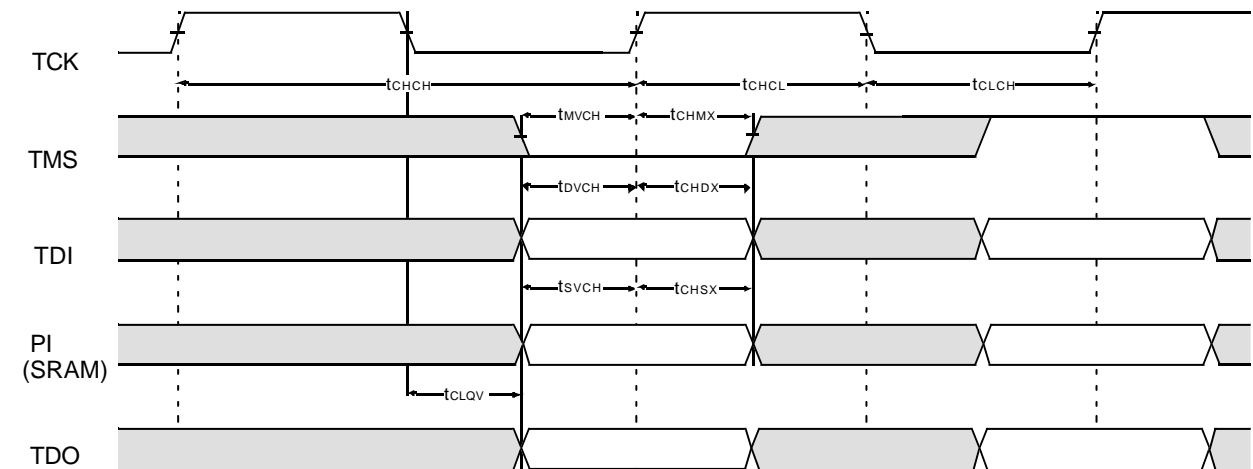 TCK
tCHCH
tCHCL
tCLCH
tMVCH
tCHMX
TMS
tDVCH
tCHDX
TDI
tSVCH
tCHSX
PI
(SRAM)
tCLQV
TDO